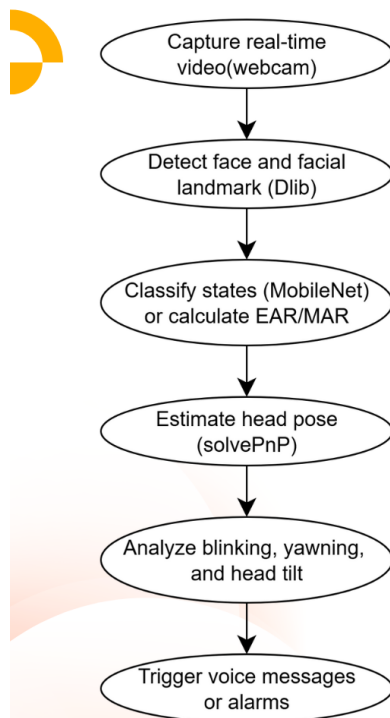 Capture real-time
video(webcam)
Detect face and facial
landmark (Dlib)
Classify states (MobileNet)
or calculate EAR/MAR
Estimate head pose
(solvePnP)
Analyze blinking, yawning,
and head tilt
Trigger voice messages
or alarms